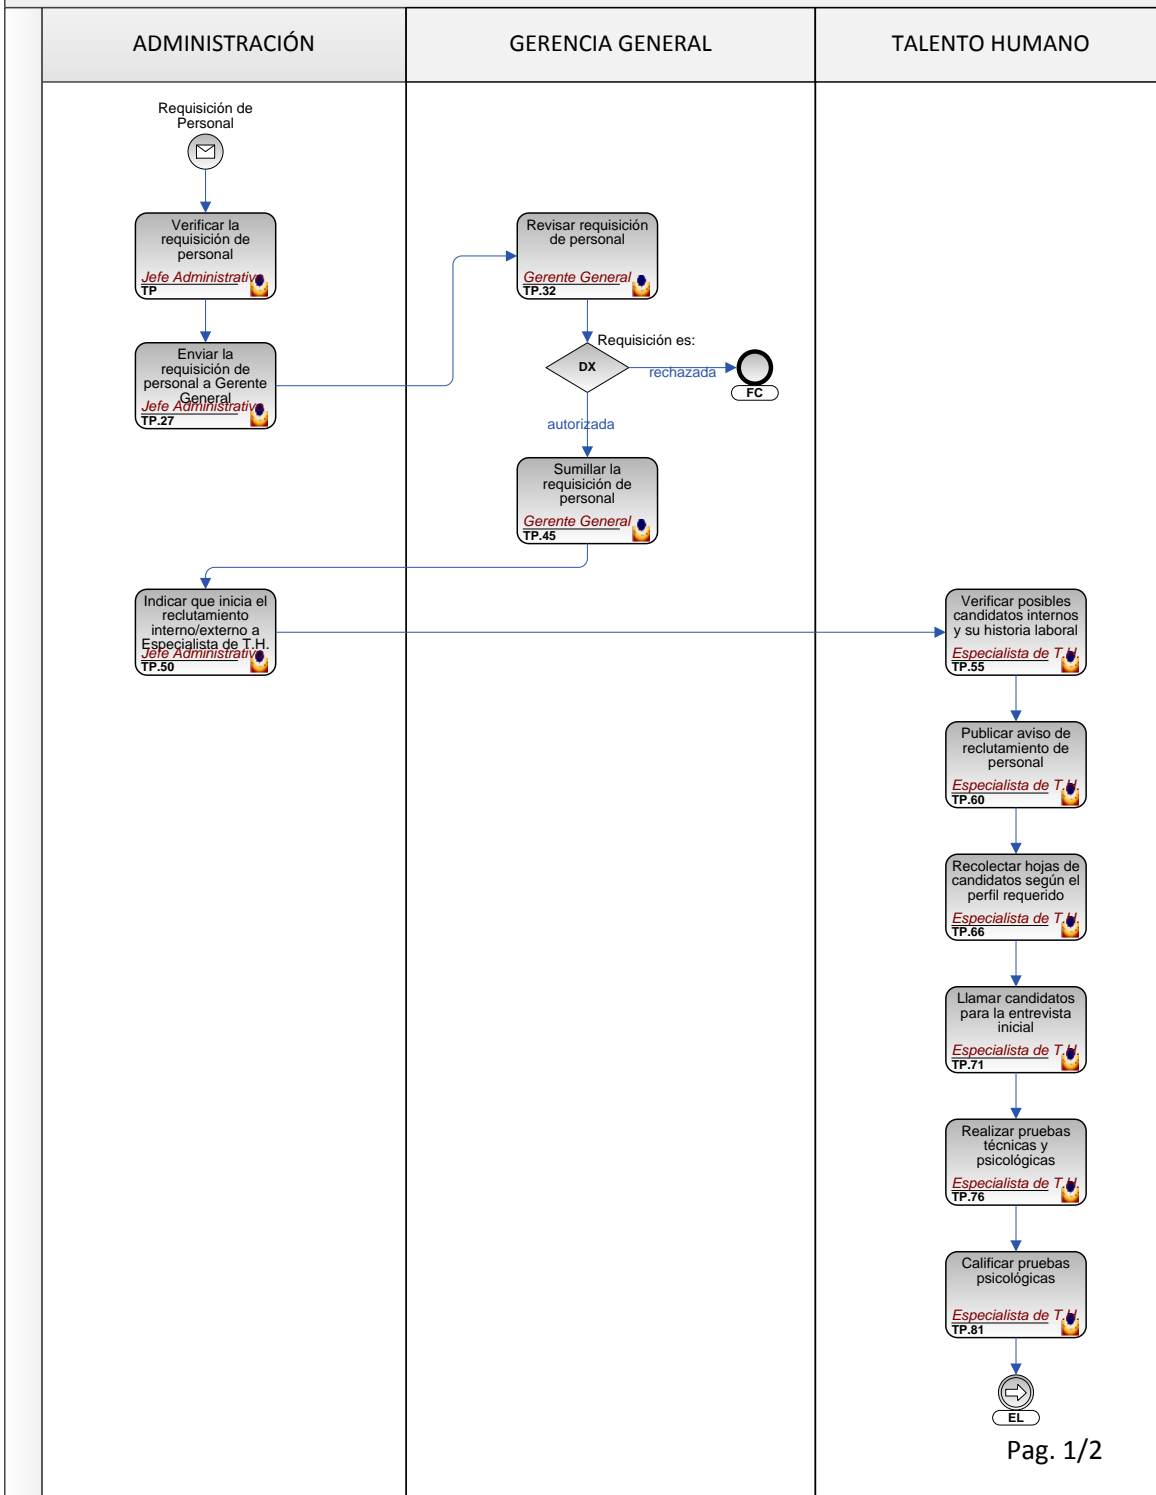 ADMINISTRACIÓN
GERENCIA GENERAL
TALENTO HUMANO
Requisición de
Personal
Verificar la
requisición de
personal
Jefe Administrativo
TP
Revisar requisición
de personal
Gerente General
TP.32
Enviar la
requisición de
personal a Gerente
General
Jefe Administrativo
TP.27
Requisición es:
DX
rechazada
FC
autorizada
Sumillar la
requisición de
personal
Gerente General
TP.45
Indicar que inicia el
reclutamiento
interno/externo a
Especialista de T.H.
Jefe Administrativo
TP.50
Verificar posibles
candidatos internos
y su historia laboral
Especialista de T.H.
TP.55
Publicar aviso de
reclutamiento de
personal
Especialista de T.H.
TP.60
Recolectar hojas de
candidatos según el
perfil requerido
Especialista de T.H.
TP.66
Llamar candidatos
para la entrevista
inicial
Especialista de T.H.
TP.71
Realizar pruebas
técnicas y
psicológicas
Especialista de T.H.
TP.76
Calificar pruebas
psicológicas
Especialista de T.H.
TP.81
EL
Pag. 1/2